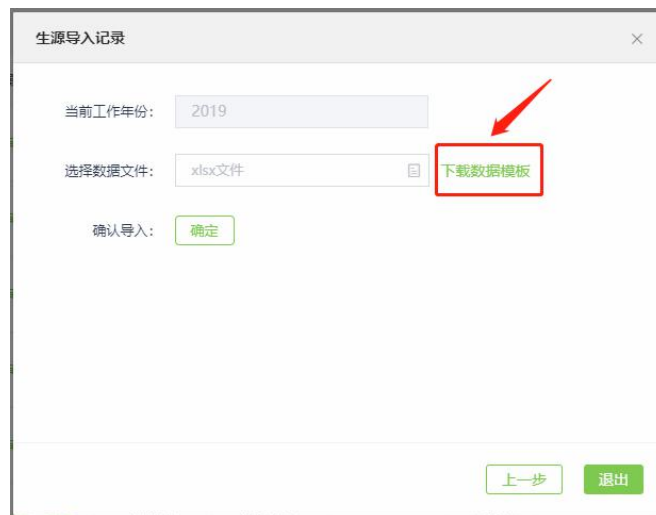 生源导入记录
当前工作年份： 2019
选择数据文件： xlsx文件 下载数据模板
确认导入： 确定
上一步 退出